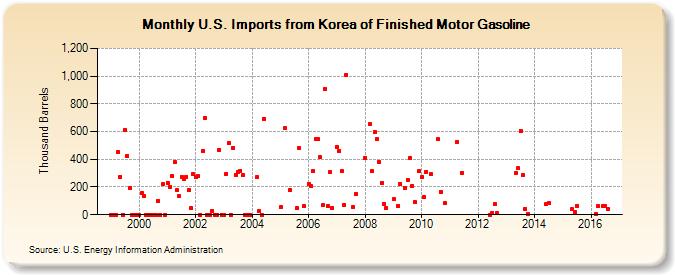 Monthly U.S. Imports from Korea of Finished Motor Gasoline
Thousand Barrels
1,200
1,000
800
600
400
200
0
2000 2002 2004 2006 2008 2010 2012 2014 2016
Source: U.S. Energy Information Administration